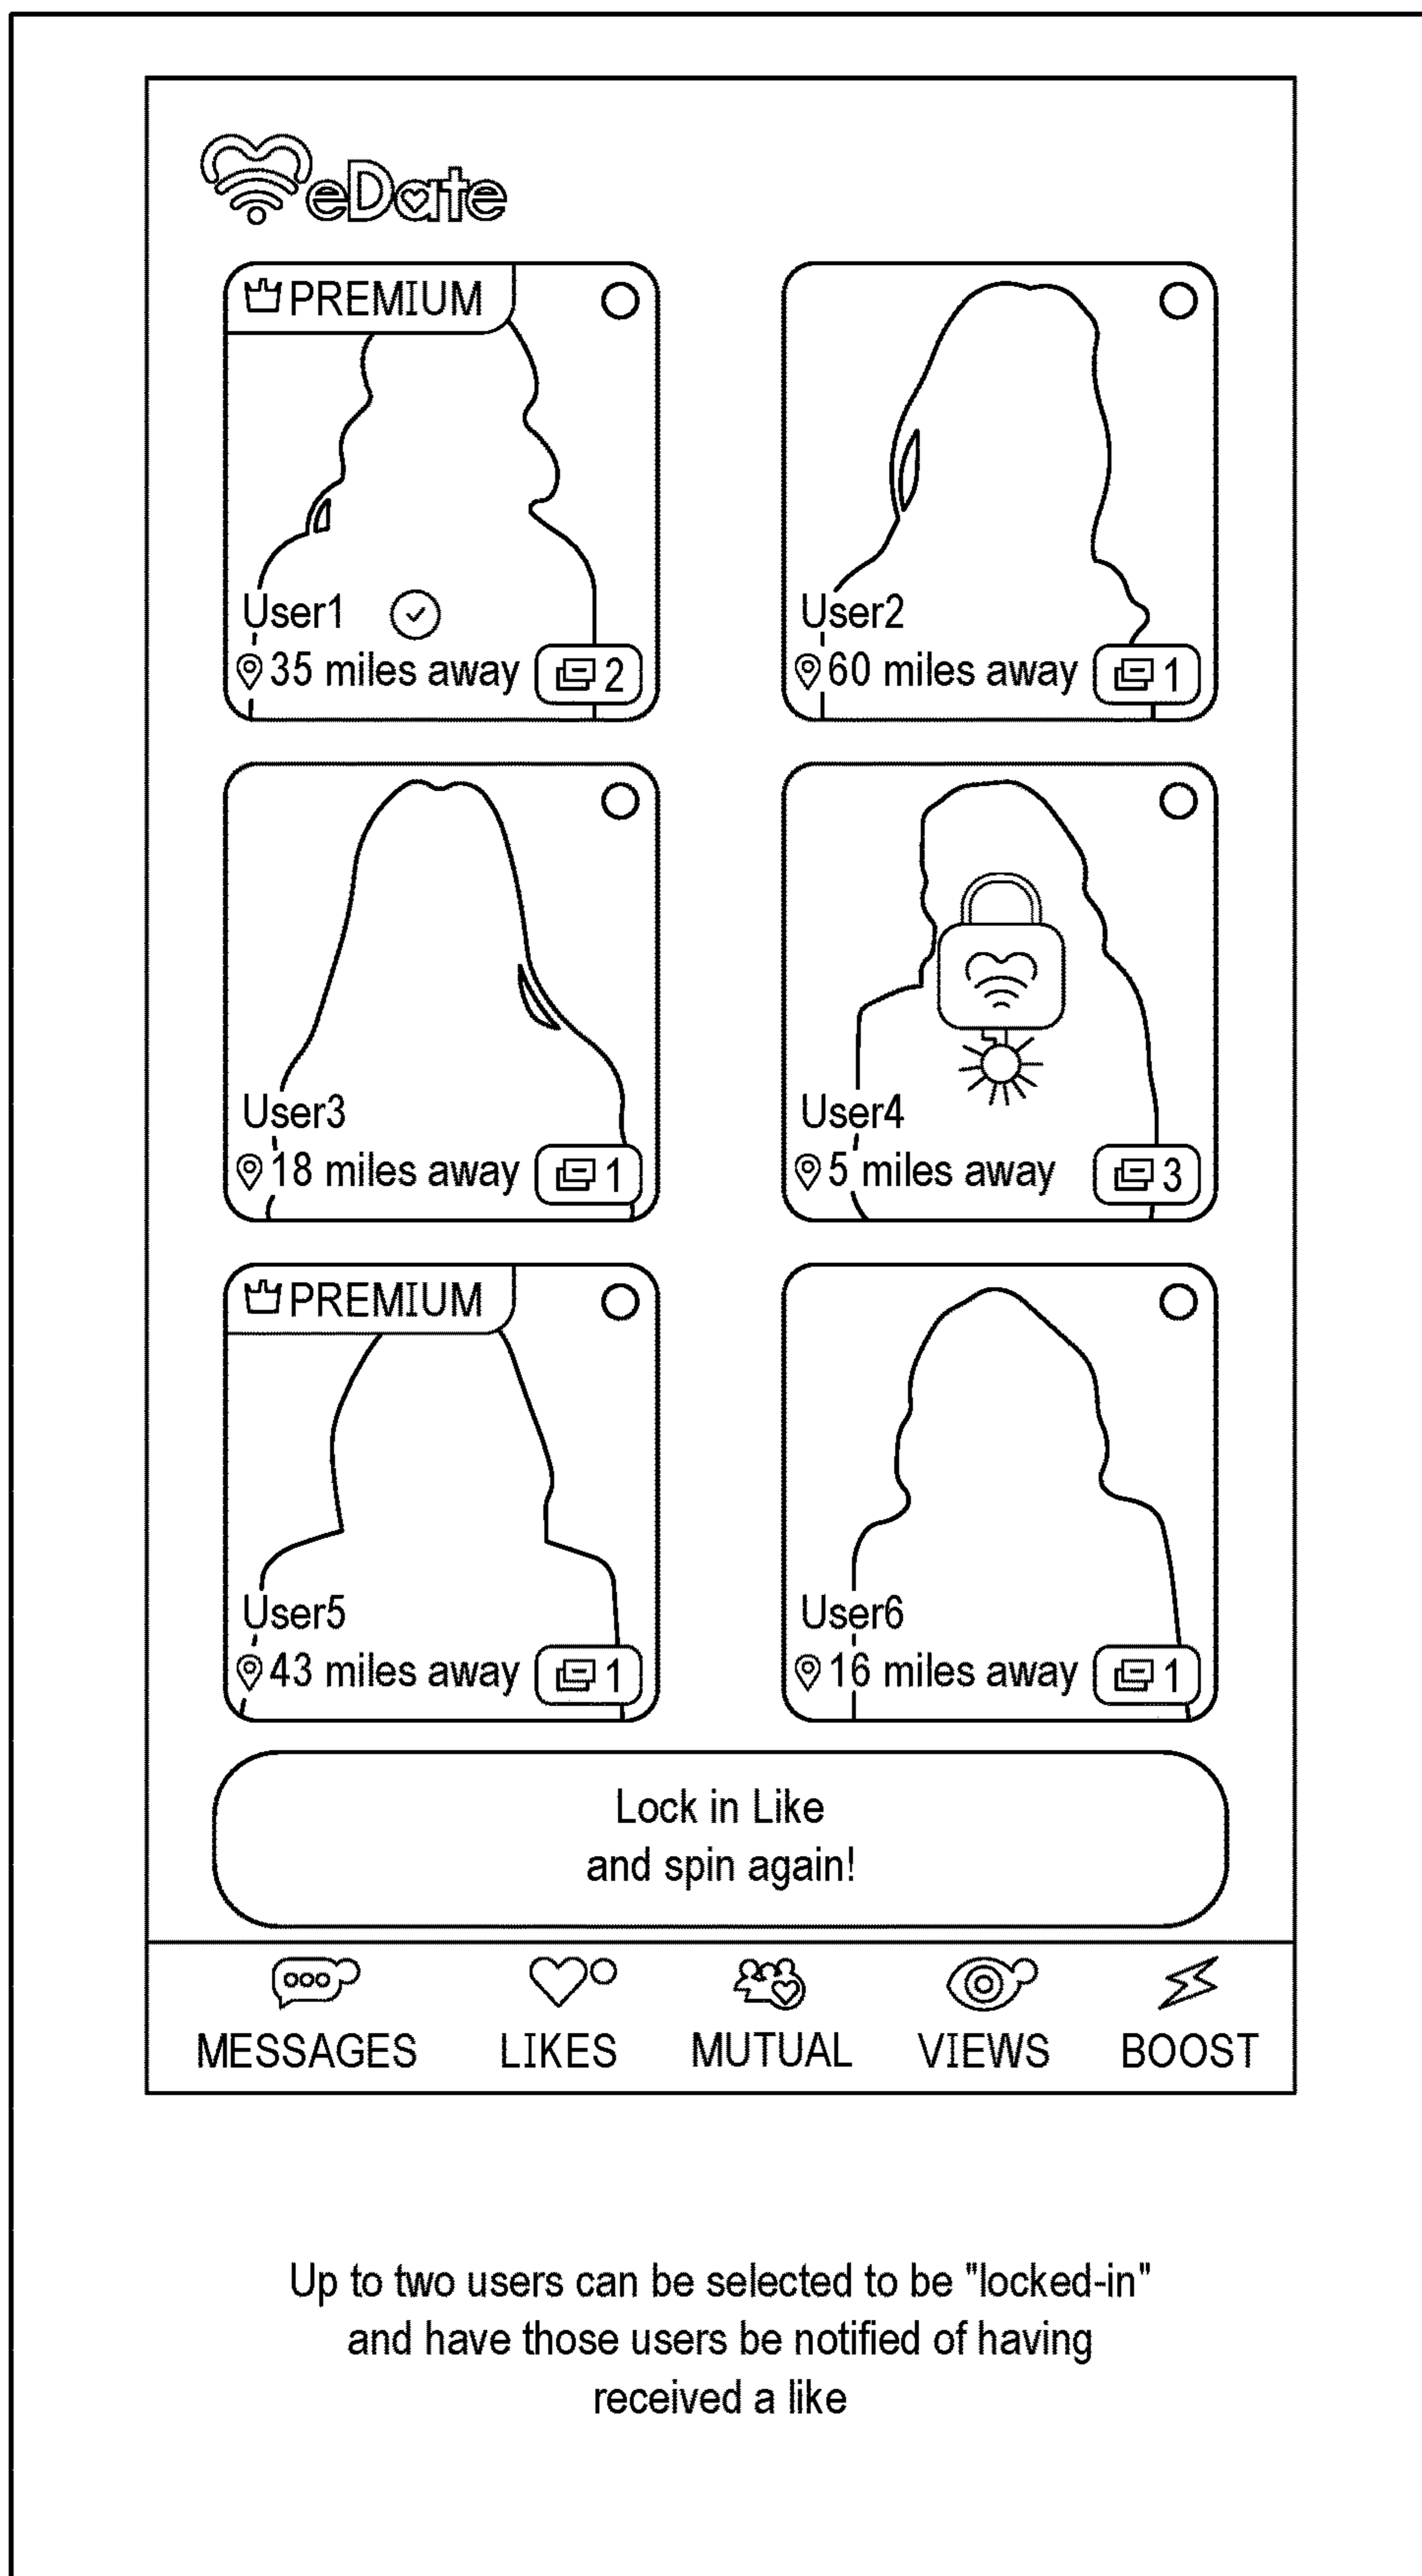 eDate
PREMIUM
User1
35 miles away 2
User2
60 miles away 1
User3
18 miles away 1
User4
5 miles away 3
PREMIUM
User5
43 miles away 1
User6
16 miles away 1
Lock in Like
and spin again!
MESSAGES LIKES MUTUAL VIEWS BOOST
Up to two users can be selected to be "locked-in"
and have those users be notified of having
received a like